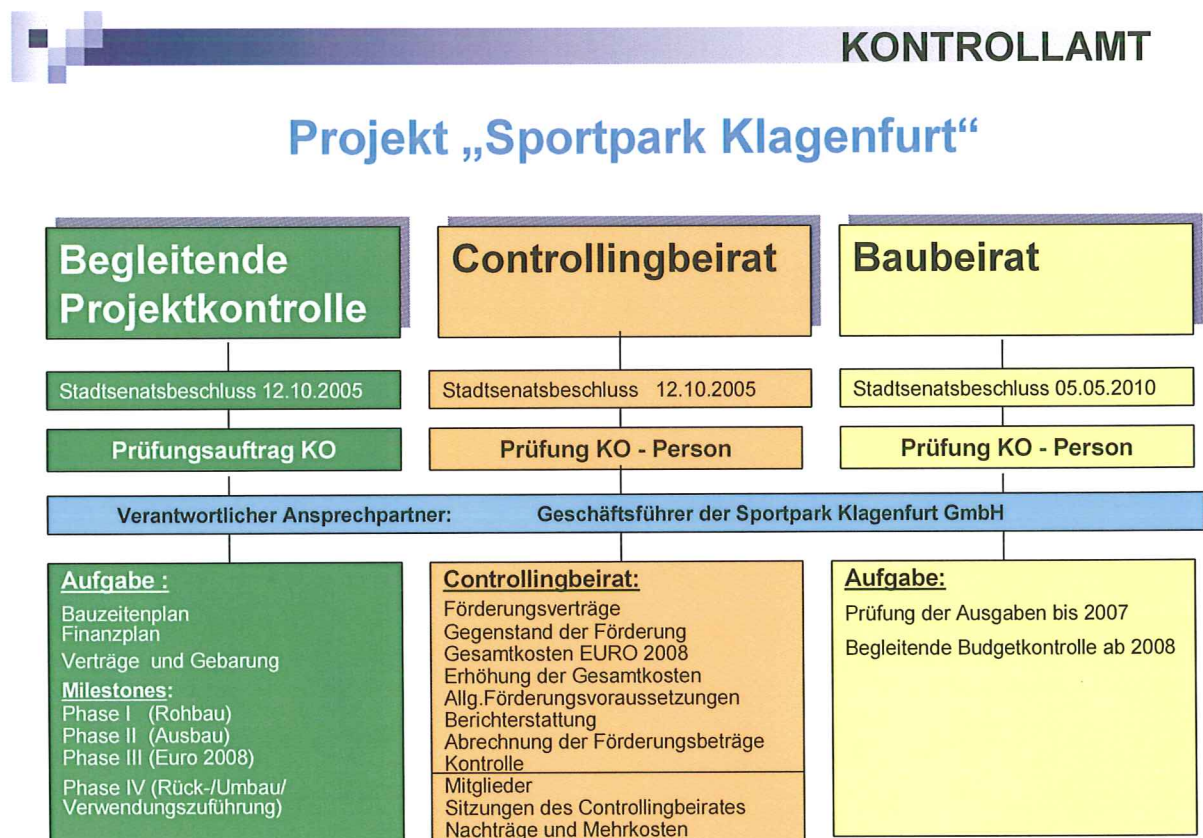 KONTROLLAMT
Projekt „Sportpark Klagenfurt“
Begleitende
Projektkontrolle
Stadtsenatsbeschluss 12.10.2005
Prüfungsauftrag KO
Controllingbeirat
Stadtsenatsbeschluss 12.10.2005
Prüfung KO - Person
Baubeirat
Stadtsenatsbeschluss 05.05.2010
Prüfung KO - Person
Verantwortlicher Ansprechpartner: Geschäftsführer der Sportpark Klagenfurt GmbH
Aufgabe :
Bauzeitenplan
Finanzplan
Verträge und Gebarung
Milestones:
Phase I (Rohbau)
Phase II (Ausbau)
Phase III (Euro 2008)
Phase IV (Rück-/Umbau/
Verwendungszuführung)
Controllingbeirat:
Förderungsverträge
Gegenstand der Förderung
Gesamtkosten EURO 2008
Erhöhung der Gesamtkosten
Allg.Förderungsvoraussetzungen
Berichterstattung
Abrechnung der Förderungsbeträge
Kontrolle
Mitglieder
Sitzungen des Controllingbeirates
Nachträge und Mehrkosten
Aufgabe:
Prüfung der Ausgaben bis 2007
Begleitende Budgetkontrolle ab 2008